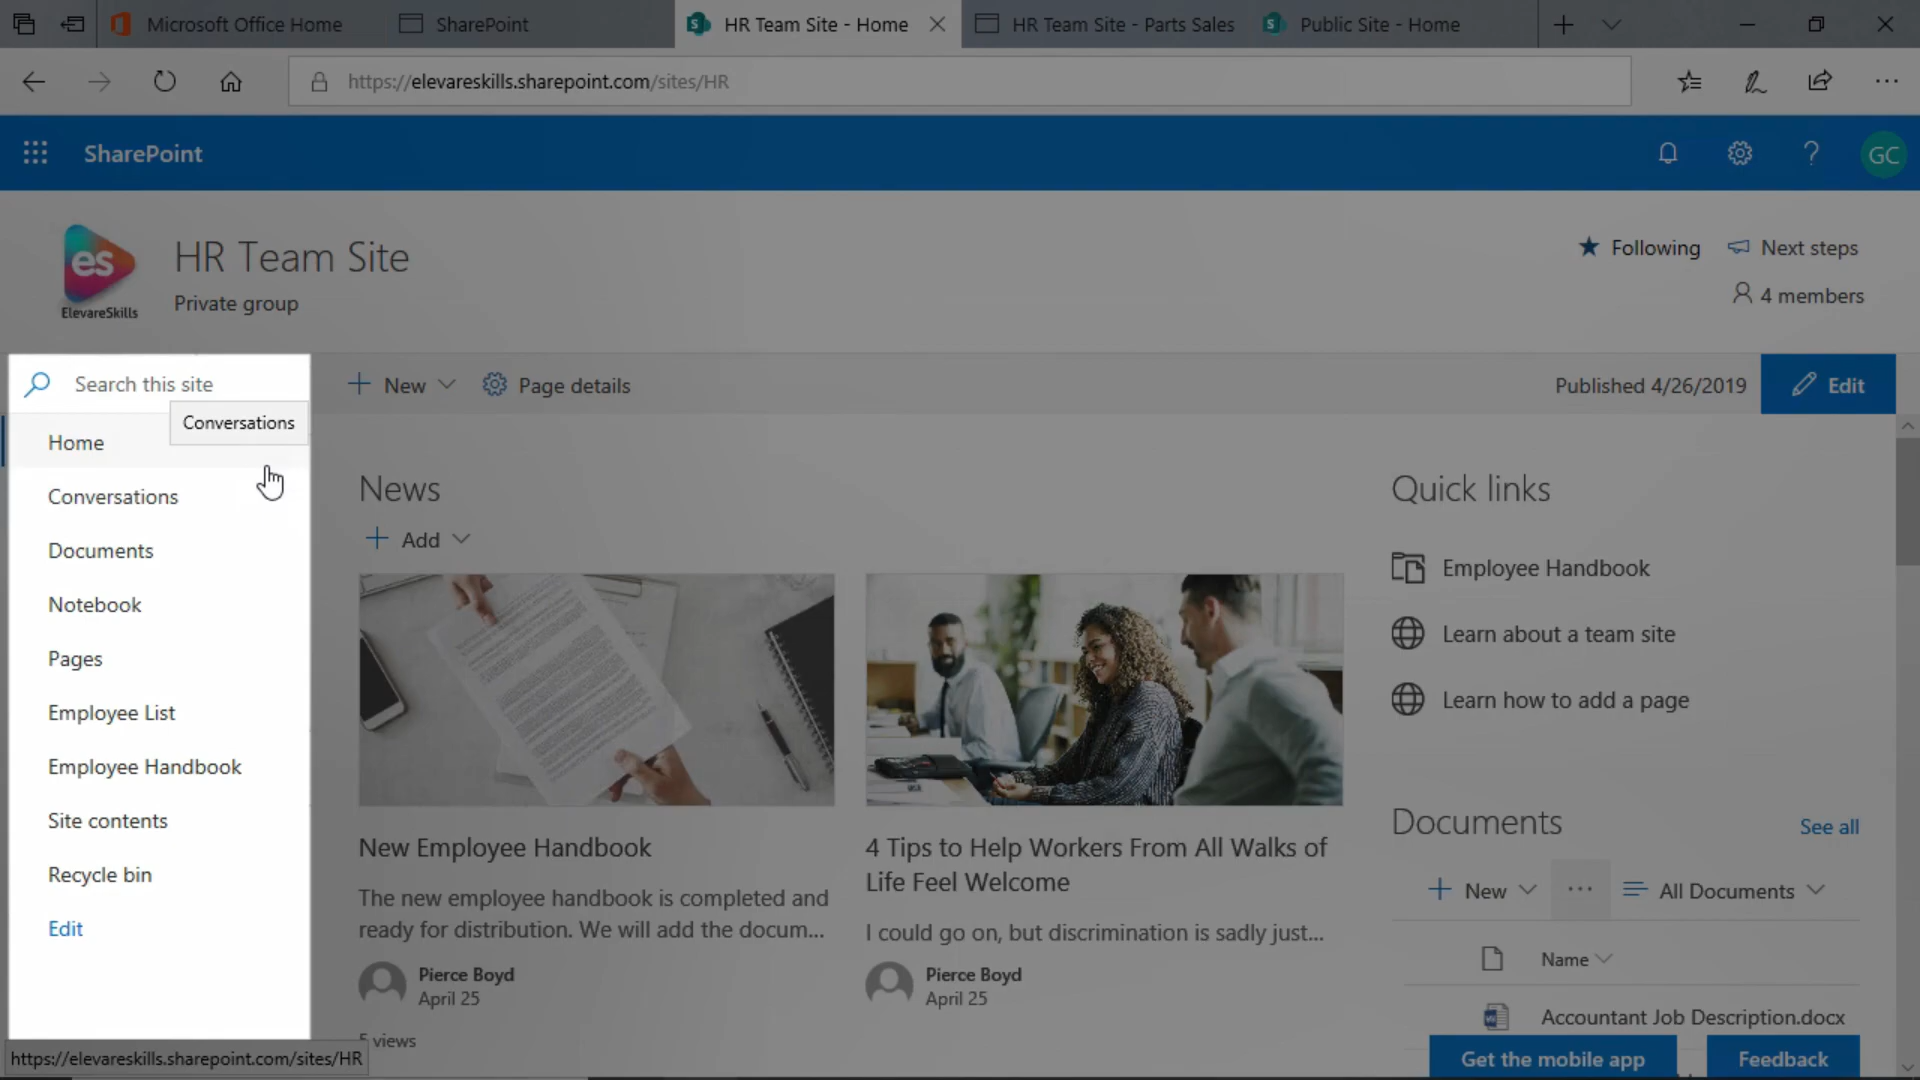 Microsoft Office Home
SharePoint
HR Team Site - Home
HR Team Site - Parts Sales
Public Site - Home
https://elevareskills.sharepoint.com/sites/HR
SharePoint
?
GC
es
ElevareSkills
HR Team Site
Private group
Following
Next steps
4 members
Search this site
Conversations
Home
Conversations
Documents
Notebook
Pages
Employee List
Employee Handbook
Site contents
Recycle bin
Edit
New
Page details
Published 4/26/2019
Edit
News
Add
New Employee Handbook
The new employee handbook is completed and
ready for distribution. We will add the docum...
Pierce Boyd
April 25
5 views
4 Tips to Help Workers From All Walks of
Life Feel Welcome
I could go on, but discrimination is sadly just...
Pierce Boyd
April 25
Quick links
Employee Handbook
Learn about a team site
Learn how to add a page
Documents
See all
New
All Documents
Name
Accountant Job Description.docx
Get the mobile app
Feedback
https://elevareskills.sharepoint.com/sites/HR